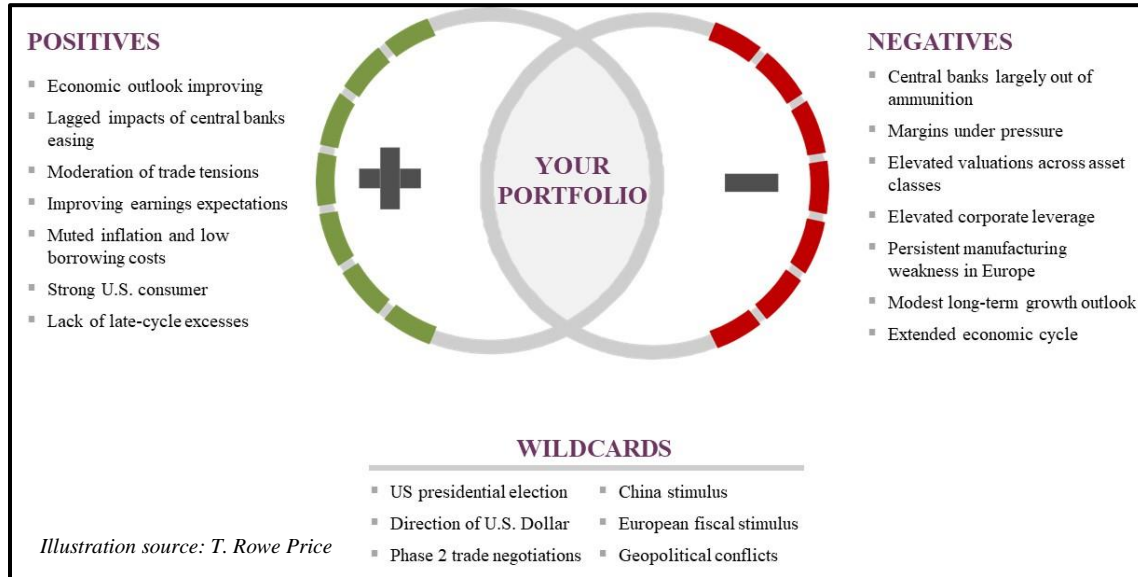 POSITIVES
▪ Economic outlook improving
▪ Lagged impacts of central banks
easing
▪ Moderation of trade tensions
▪ Improving earnings expectations
▪ Muted inflation and low
borrowing costs
▪ Strong U.S. consumer
▪ Lack of late-cycle excesses
YOUR
PORTFOLIO
NEGATIVES
▪ Central banks largely out of
ammunition
▪ Margins under pressure
▪ Elevated valuations across asset
classes
▪ Elevated corporate leverage
▪ Persistent manufacturing
weakness in Europe
▪ Modest long-term growth outlook
▪ Extended economic cycle
WILDCARDS
▪ US presidential election
▪ Direction of U.S. Dollar
▪ Phase 2 trade negotiations
▪ China stimulus
▪ European fiscal stimulus
▪ Geopolitical conflicts
Illustration source: T. Rowe Price